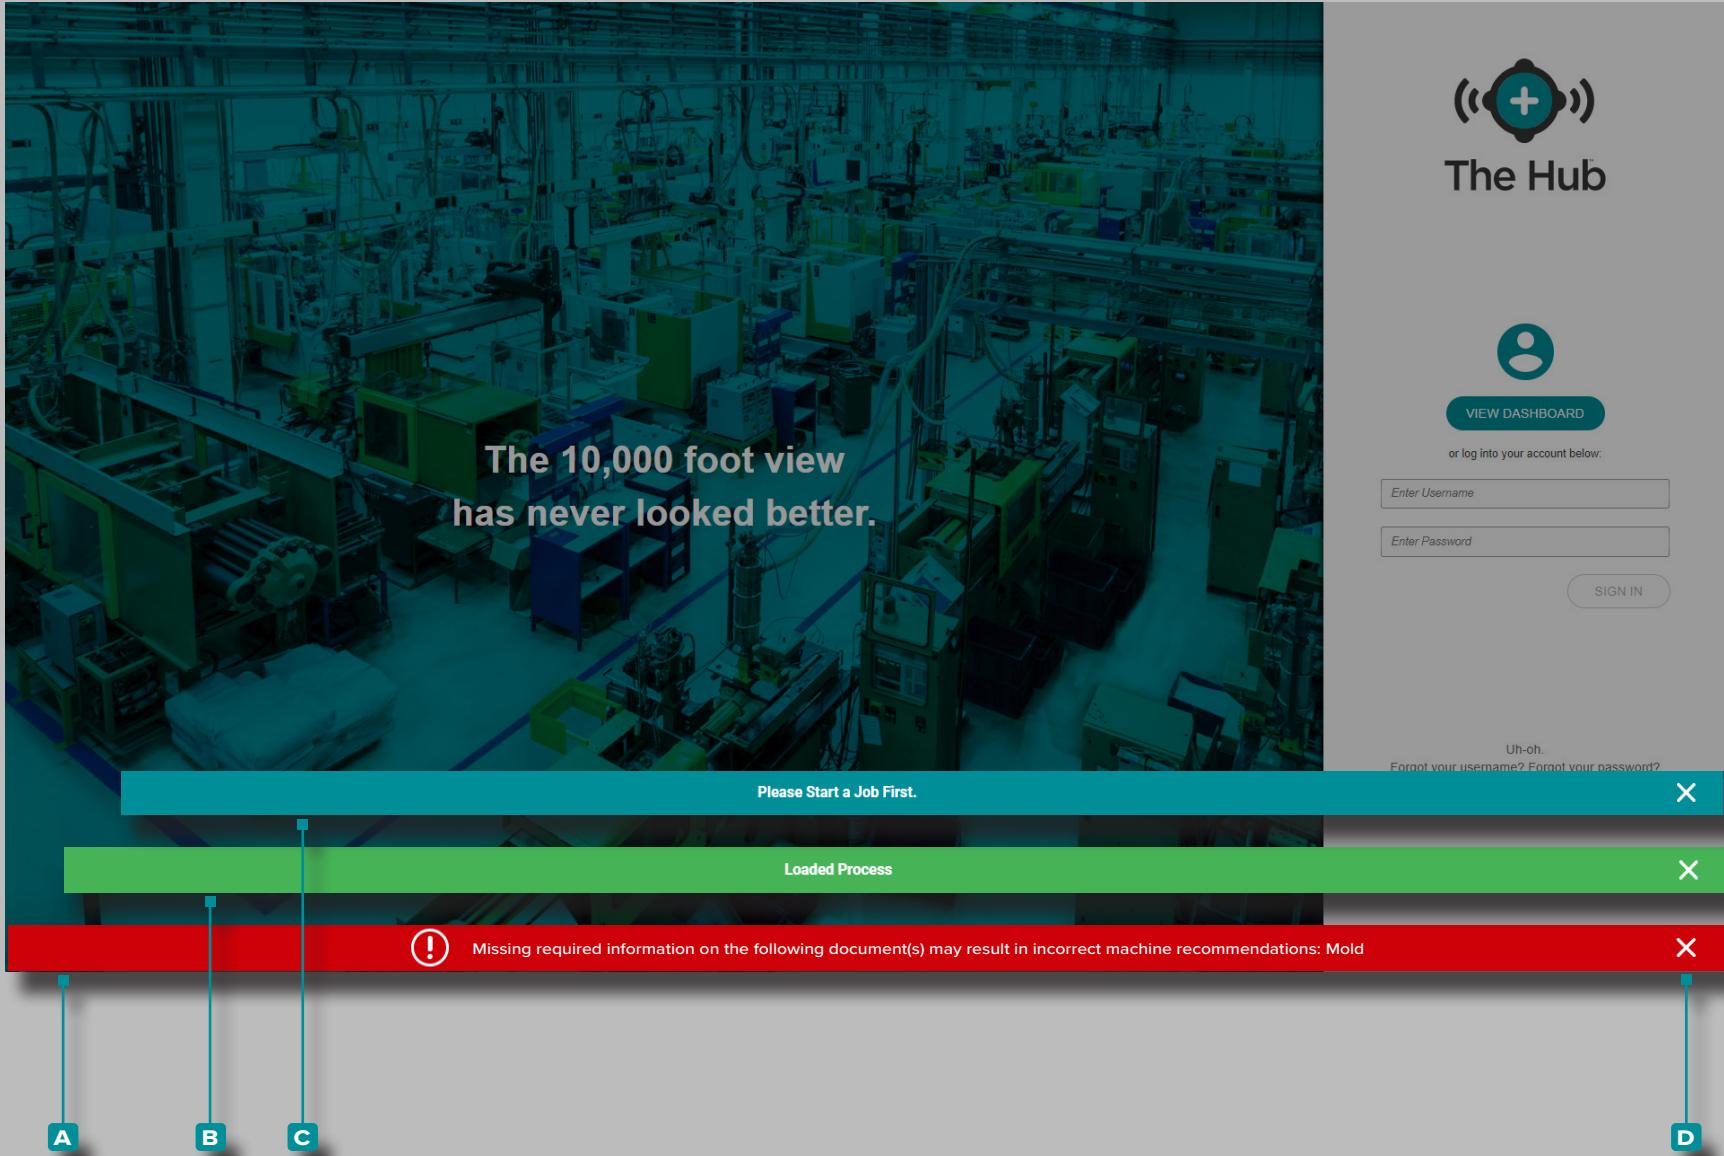 The Hub
VIEW DASHBOARD
or log into your account below:
Enter Username
Enter Password
SIGN IN
The 10,000 foot view
has never looked better.
Uh-oh.
Forgot your username? Forgot your password?
Please Start a Job First.
Loaded Process
Missing required information on the following document(s) may result in incorrect machine recommendations: Mold
A
B
C
D